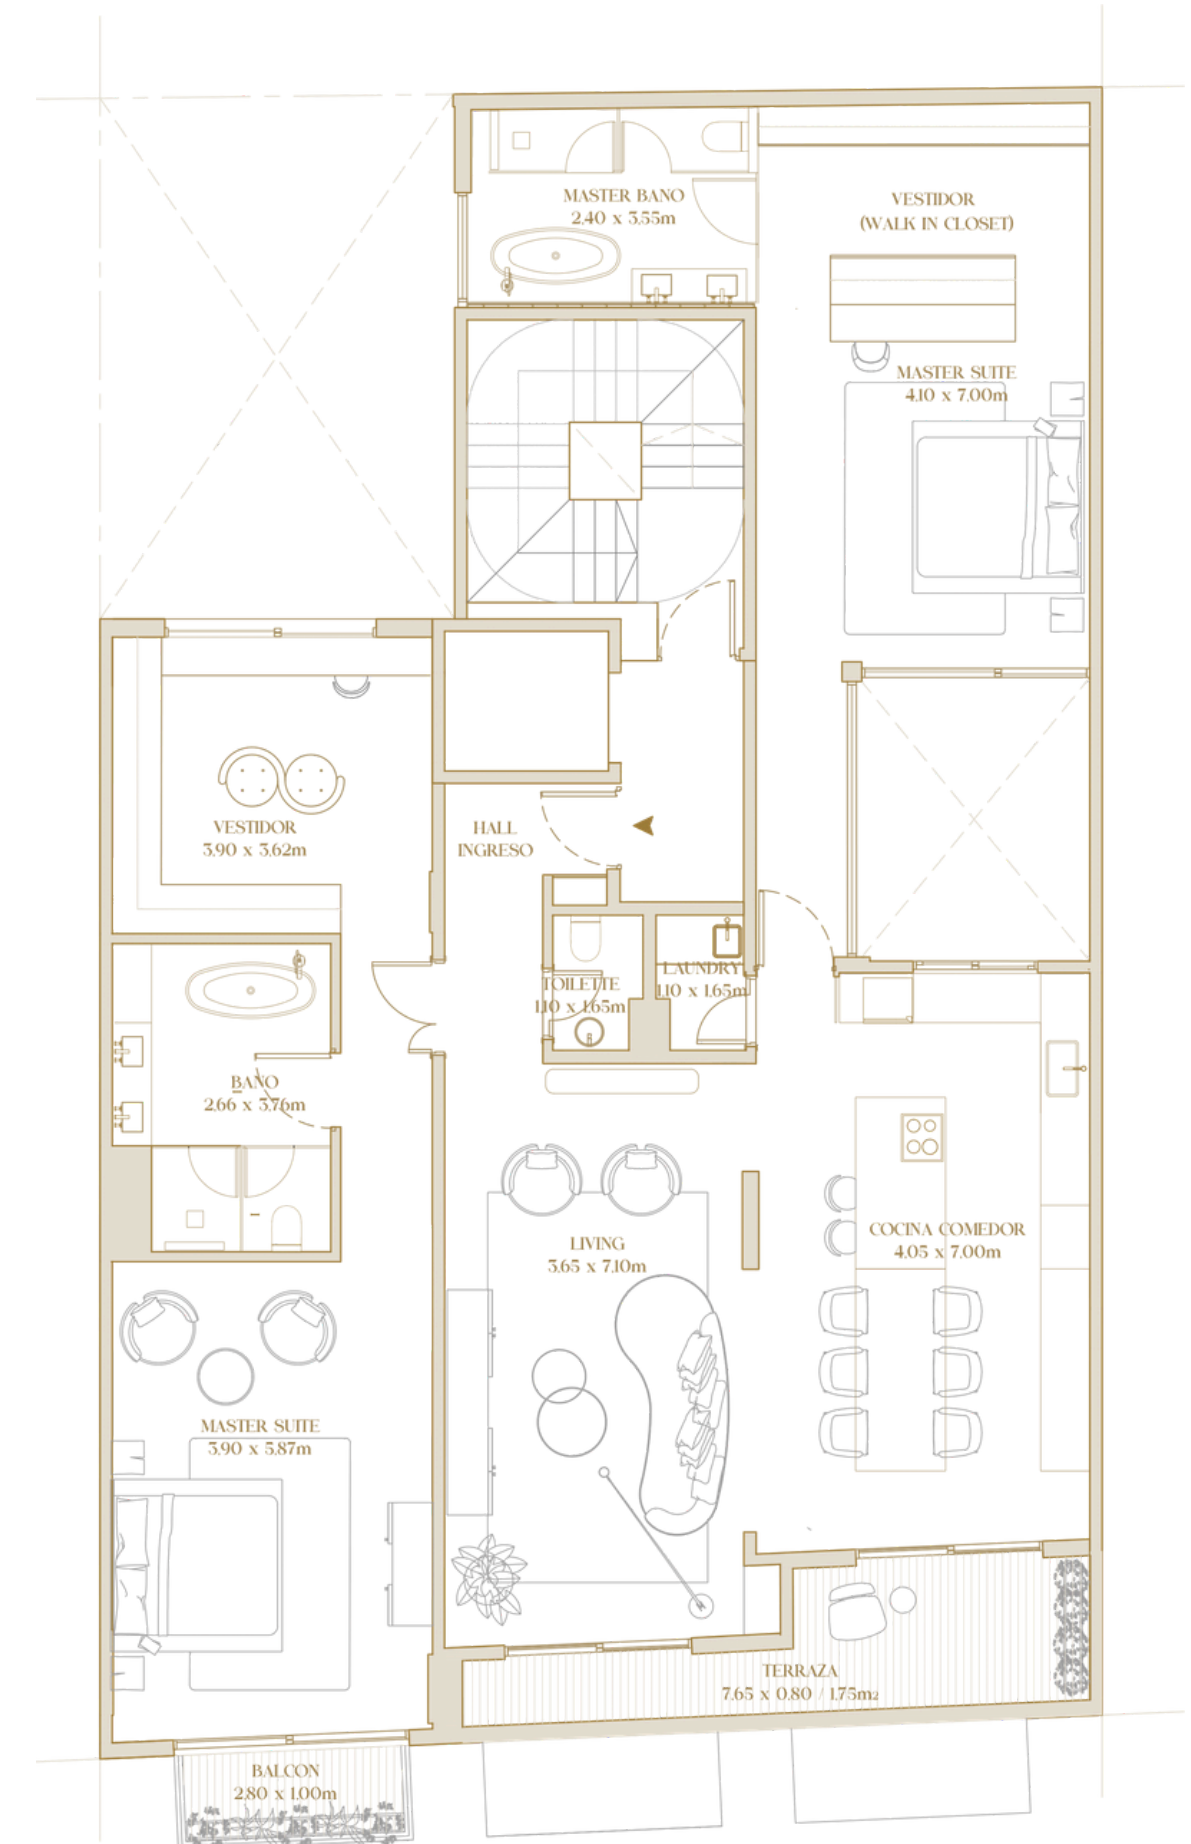 MASTER BANO
2.40 x 3.55m
VESTIDOR
(WALK IN CLOSET)
MASTER SUITE
4.10 x 7.00m
VESTIDOR
3.90 x 3.62m
HALL
INGRESO
TOILETTE
1.10 x 1.65m
LAUNDRY
1.10 x 1.65m
BANO
2.66 x 3.76m
LIVING
3.65 x 7.10m
COCINA COMEDOR
4.05 x 7.00m
MASTER SUITE
3.90 x 5.87m
TERRAZA
7.65 x 0.80 / 1.75m2
BALCON
2.80 x 1.00m